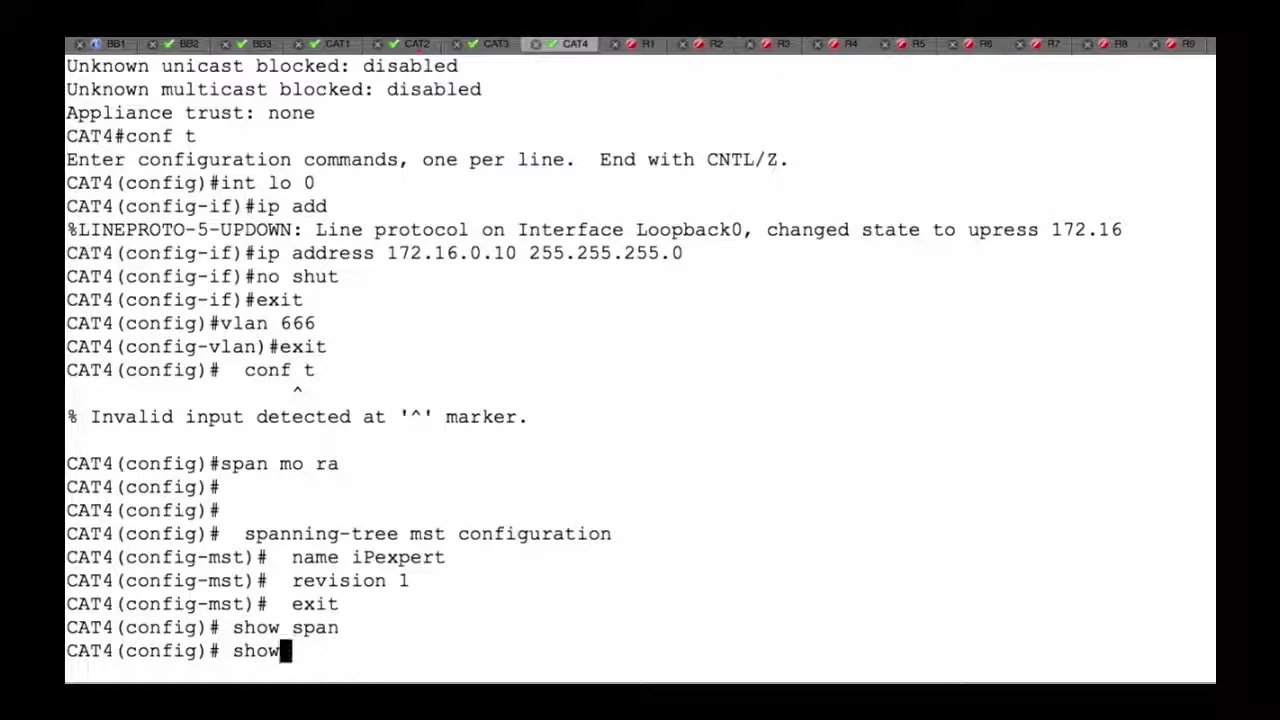 BB1 BB2 BB3 CAT1 CAT2 CAT3 CAT4 R1 R2 R3 R4 R5 R6 R7 R8 R9
Unknown unicast blocked: disabled
Unknown multicast blocked: disabled
Appliance trust: none
CAT4#conf t
Enter configuration commands, one per line.  End with CNTL/Z.
CAT4(config)#int lo 0
CAT4(config-if)#ip add
%LINEPROTO-5-UPDOWN: Line protocol on Interface Loopback0, changed state to upress 172.16
CAT4(config-if)#ip address 172.16.0.10 255.255.255.0
CAT4(config-if)#no shut
CAT4(config-if)#exit
CAT4(config)#vlan 666
CAT4(config-vlan)#exit
CAT4(config)#  conf t
^
% Invalid input detected at '^' marker.
CAT4(config)#span mo ra
CAT4(config)#
CAT4(config)#
CAT4(config)#  spanning-tree mst configuration
CAT4(config-mst)#  name iPexpert
CAT4(config-mst)#  revision 1
CAT4(config-mst)#  exit
CAT4(config)# show span
CAT4(config)# show